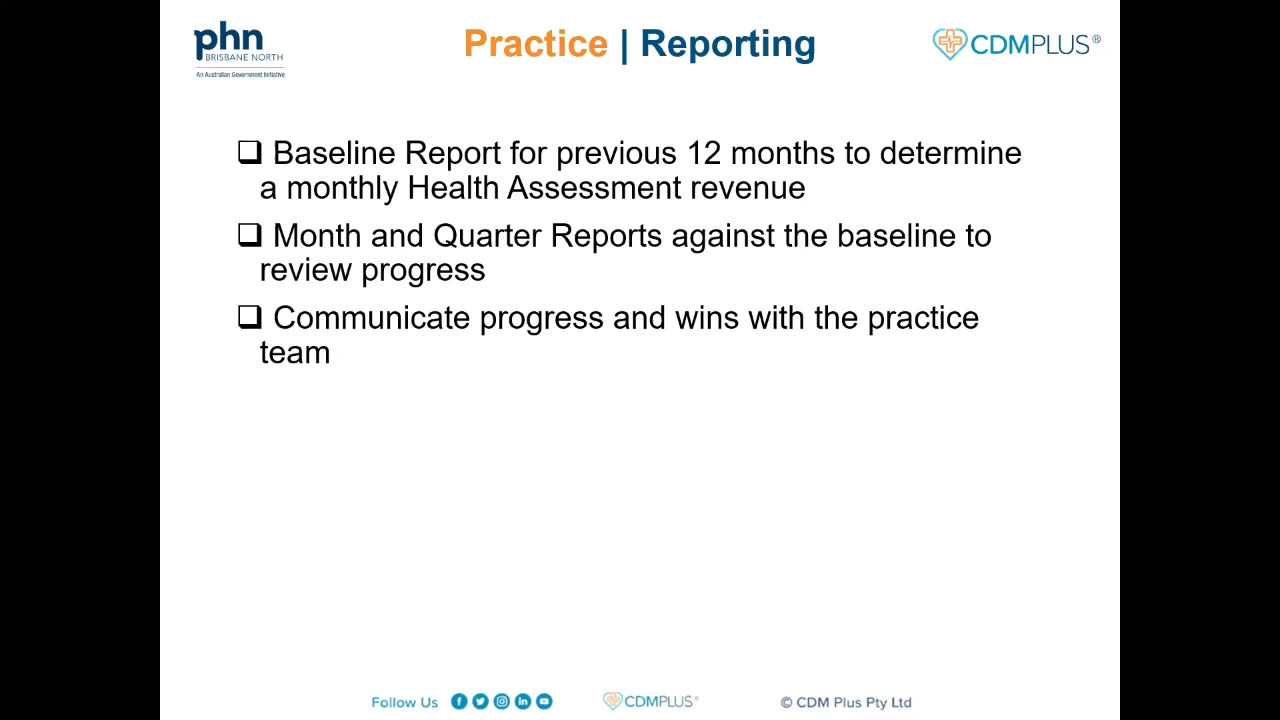 phn
BRISBANE NORTH
An Australian Government Initiative
Practice | Reporting
CDMPLUS®
Baseline Report for previous 12 months to determine
a monthly Health Assessment revenue
Month and Quarter Reports against the baseline to
review progress
Communicate progress and wins with the practice
team
Follow Us
CDMPLUS®
© CDM Plus Pty Ltd